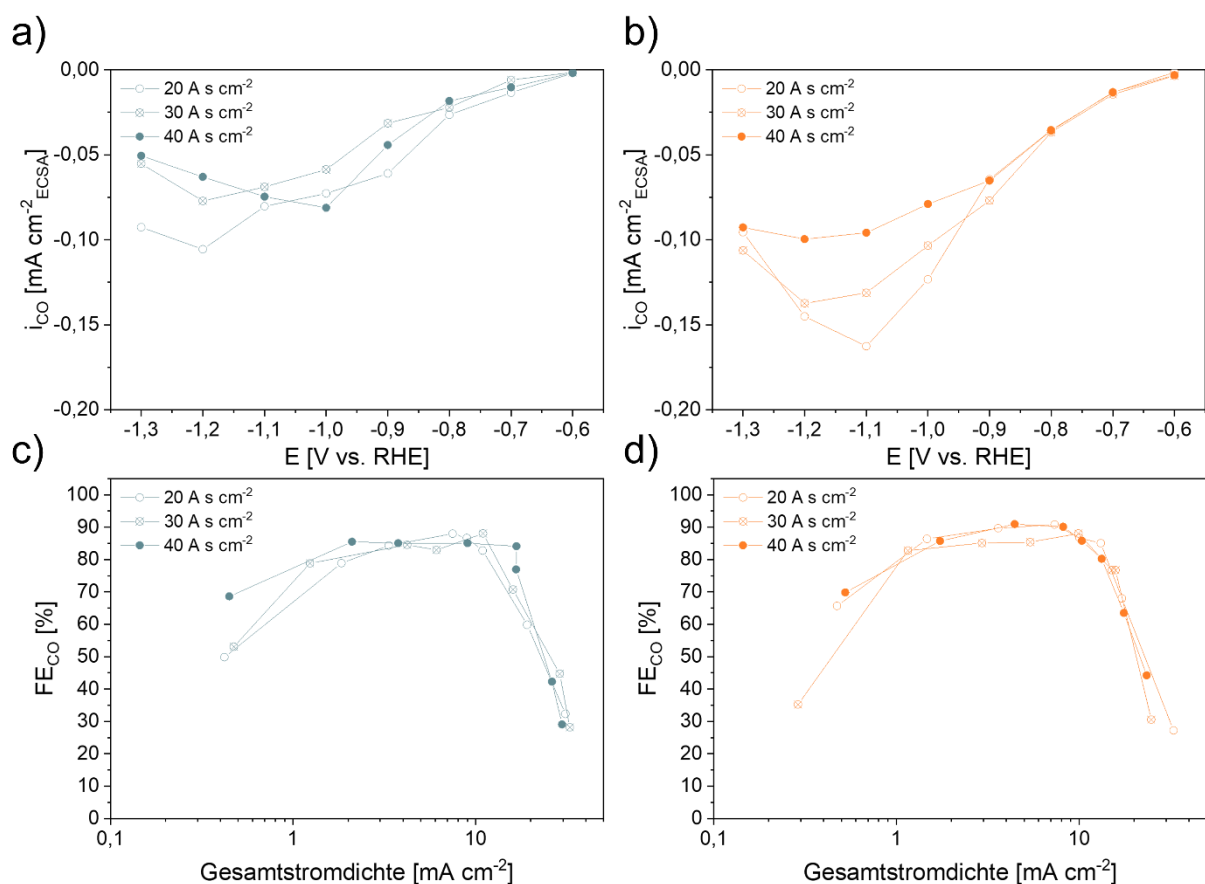 a)
0,00
-0,05
-0,10
-0,15
-0,20
i_CO [mA cm⁻²_ECSA]
20 A s cm⁻²
30 A s cm⁻²
40 A s cm⁻²
-1,3 -1,2 -1,1 -1,0 -0,9 -0,8 -0,7 -0,6
E [V vs. RHE]
b)
0,00
-0,05
-0,10
-0,15
-0,20
i_CO [mA cm⁻²_ECSA]
20 A s cm⁻²
30 A s cm⁻²
40 A s cm⁻²
-1,3 -1,2 -1,1 -1,0 -0,9 -0,8 -0,7 -0,6
E [V vs. RHE]
c)
100
90
80
70
60
50
40
30
20
10
0
FE_CO [%]
20 A s cm⁻²
30 A s cm⁻²
40 A s cm⁻²
0,1 1 10
Gesamtstromdichte [mA cm⁻²]
d)
100
90
80
70
60
50
40
30
20
10
0
FE_CO [%]
20 A s cm⁻²
30 A s cm⁻²
40 A s cm⁻²
0,1 1 10
Gesamtstromdichte [mA cm⁻²]